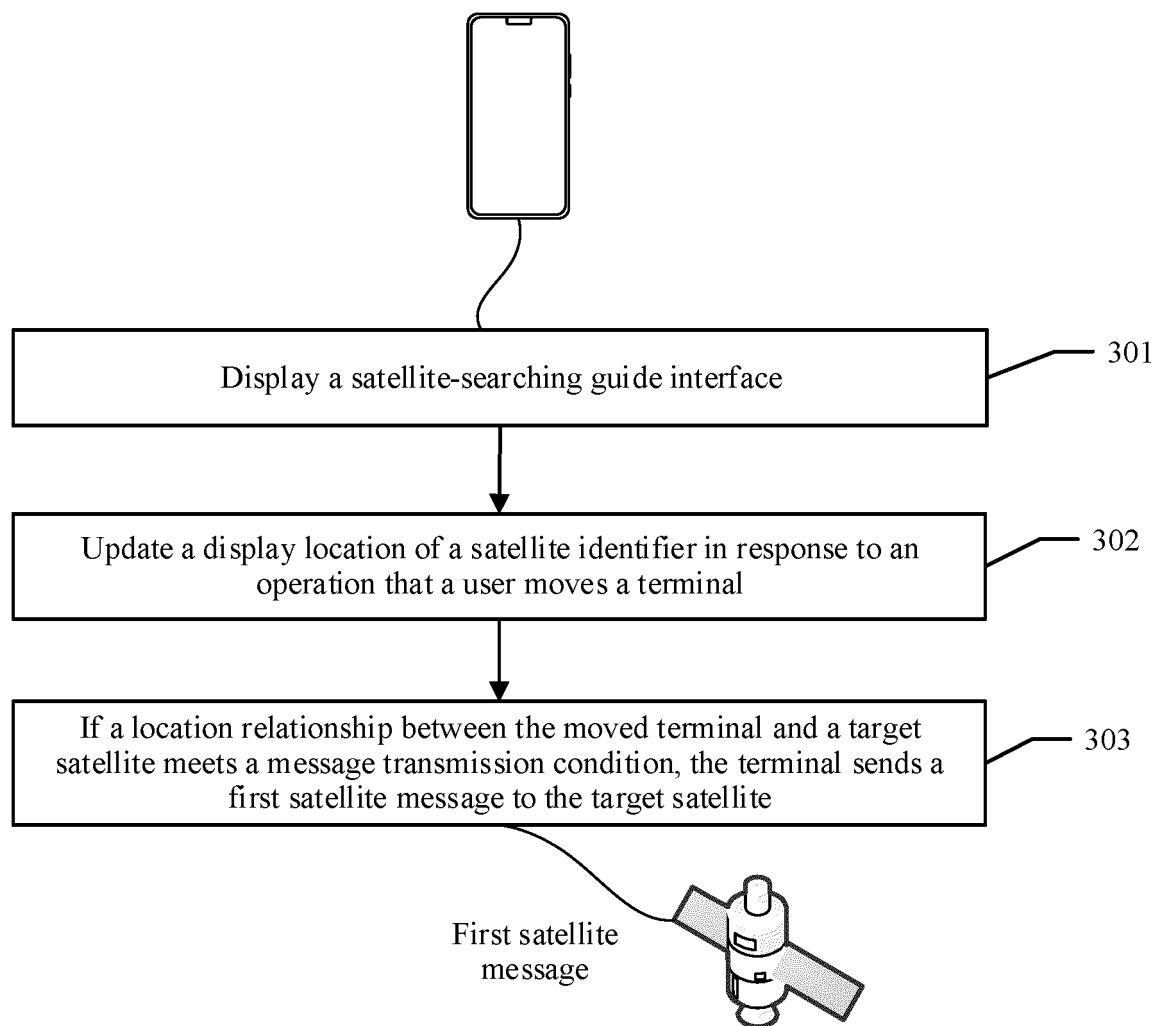 Display a satellite-searching guide interface
301
Update a display location of a satellite identifier in response to an
operation that a user moves a terminal
302
If a location relationship between the moved terminal and a target
satellite meets a message transmission condition, the terminal sends a
first satellite message to the target satellite
303
First satellite
message